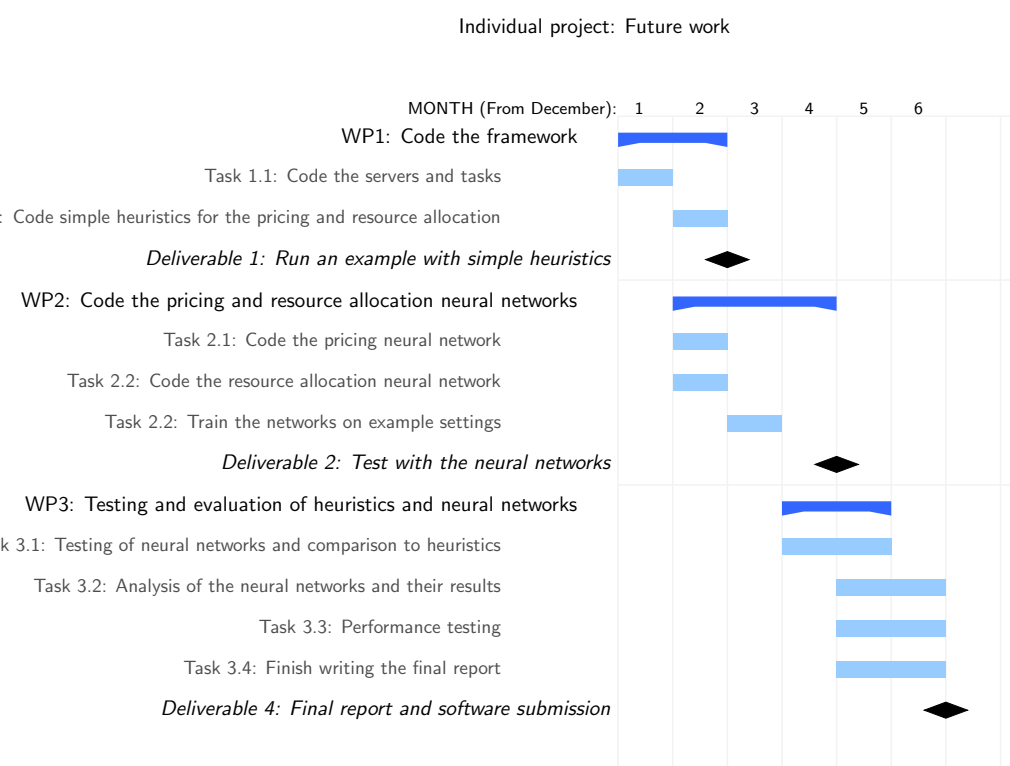 Individual project: Future work
MONTH (From December): 1 2 3 4 5 6
WP1: Code the framework
Task 1.1: Code the servers and tasks
: Code simple heuristics for the pricing and resource allocation
Deliverable 1: Run an example with simple heuristics
WP2: Code the pricing and resource allocation neural networks
Task 2.1: Code the pricing neural network
Task 2.2: Code the resource allocation neural network
Task 2.2: Train the networks on example settings
Deliverable 2: Test with the neural networks
WP3: Testing and evaluation of heuristics and neural networks
k 3.1: Testing of neural networks and comparison to heuristics
Task 3.2: Analysis of the neural networks and their results
Task 3.3: Performance testing
Task 3.4: Finish writing the final report
Deliverable 4: Final report and software submission